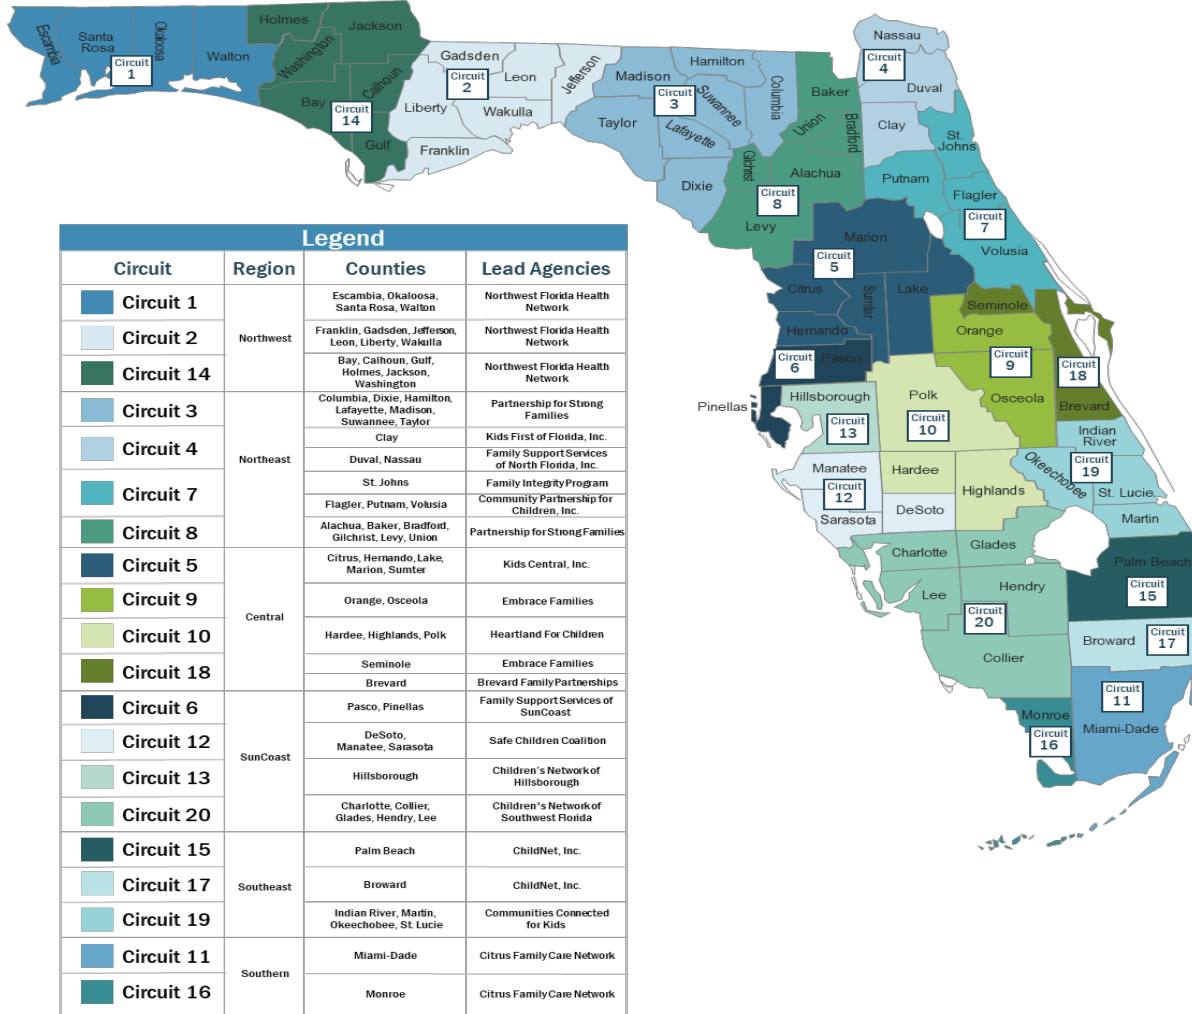 Escambia
Santa
Rosa
Okaloosa
Walton
Circuit
1
Holmes
Jackson
Washington
Bay
Calhoun
Circuit
14
Gulf
Gadsden
Circuit
2
Leon
Liberty
Wakulla
Franklin
Jefferson
Madison
Hamilton
Circuit
3
Suwannee
Columbia
Taylor
Lafayette
Dixie
Nassau
Circuit
4
Duval
Clay
Baker
Union
Bradford
Gilchrist
Alachua
Circuit
8
Levy
St.
Johns
Putnam
Flagler
Circuit
7
Volusia
Marion
Circuit
5
Citrus
Sumter
Lake
Hernando
Circuit
6
Pasco
Pinellas
Seminole
Orange
Circuit
9
Osceola
Circuit
18
Brevard
Hillsborough
Circuit
13
Polk
Circuit
10
Hardee
Highlands
Manatee
Circuit
12
Sarasota
DeSoto
Indian
River
Okeechobee
Circuit
19
St. Lucie
Martin
Charlotte
Glades
Lee
Hendry
Circuit
20
Collier
Palm Beach
Circuit
15
Broward
Circuit
17
Circuit
11
Miami-Dade
Monroe
Circuit
16
Legend
Circuit Region Counties Lead Agencies
Circuit 1
Escambia, Okaloosa,
Santa Rosa, Walton
Northwest Florida Health
Network
Circuit 2
Northwest
Franklin, Gadsden, Jefferson,
Leon, Liberty, Wakulla
Northwest Florida Health
Network
Circuit 14
Bay, Calhoun, Gulf,
Holmes, Jackson,
Washington
Northwest Florida Health
Network
Circuit 3
Columbia, Dixie, Hamilton,
Lafayette, Madison,
Suwannee, Taylor
Partnership for Strong
Families
Circuit 4
Northeast
Clay
Kids First of Florida, Inc.
Duval, Nassau
Family Support Services
of North Florida, Inc.
Circuit 7
St. Johns
Family Integrity Program
Flagler, Putnam, Volusia
Community Partnership for
Children, Inc.
Circuit 8
Alachua, Baker, Bradford,
Gilchrist, Levy, Union
Partnership for Strong Families
Circuit 5
Citrus, Hernando, Lake,
Marion, Sumter
Kids Central, Inc.
Circuit 9
Central
Orange, Osceola
Embrace Families
Circuit 10
Hardee, Highlands, Polk
Heartland For Children
Circuit 18
Seminole
Embrace Families
Brevard
Brevard Family Partnerships
Circuit 6
Pasco, Pinellas
Family Support Services of
SunCoast
Circuit 12
SunCoast
DeSoto,
Manatee, Sarasota
Safe Children Coalition
Circuit 13
Hillsborough
Children's Network of
Hillsborough
Circuit 20
Charlotte, Collier,
Glades, Hendry, Lee
Children's Network of
Southwest Florida
Circuit 15
Palm Beach
ChildNet, Inc.
Circuit 17
Southeast
Broward
ChildNet, Inc.
Circuit 19
Indian River, Martin,
Okeechobee, St. Lucie
Communities Connected
for Kids
Circuit 11
Southern
Miami-Dade
Citrus Family Care Network
Circuit 16
Monroe
Citrus Family Care Network